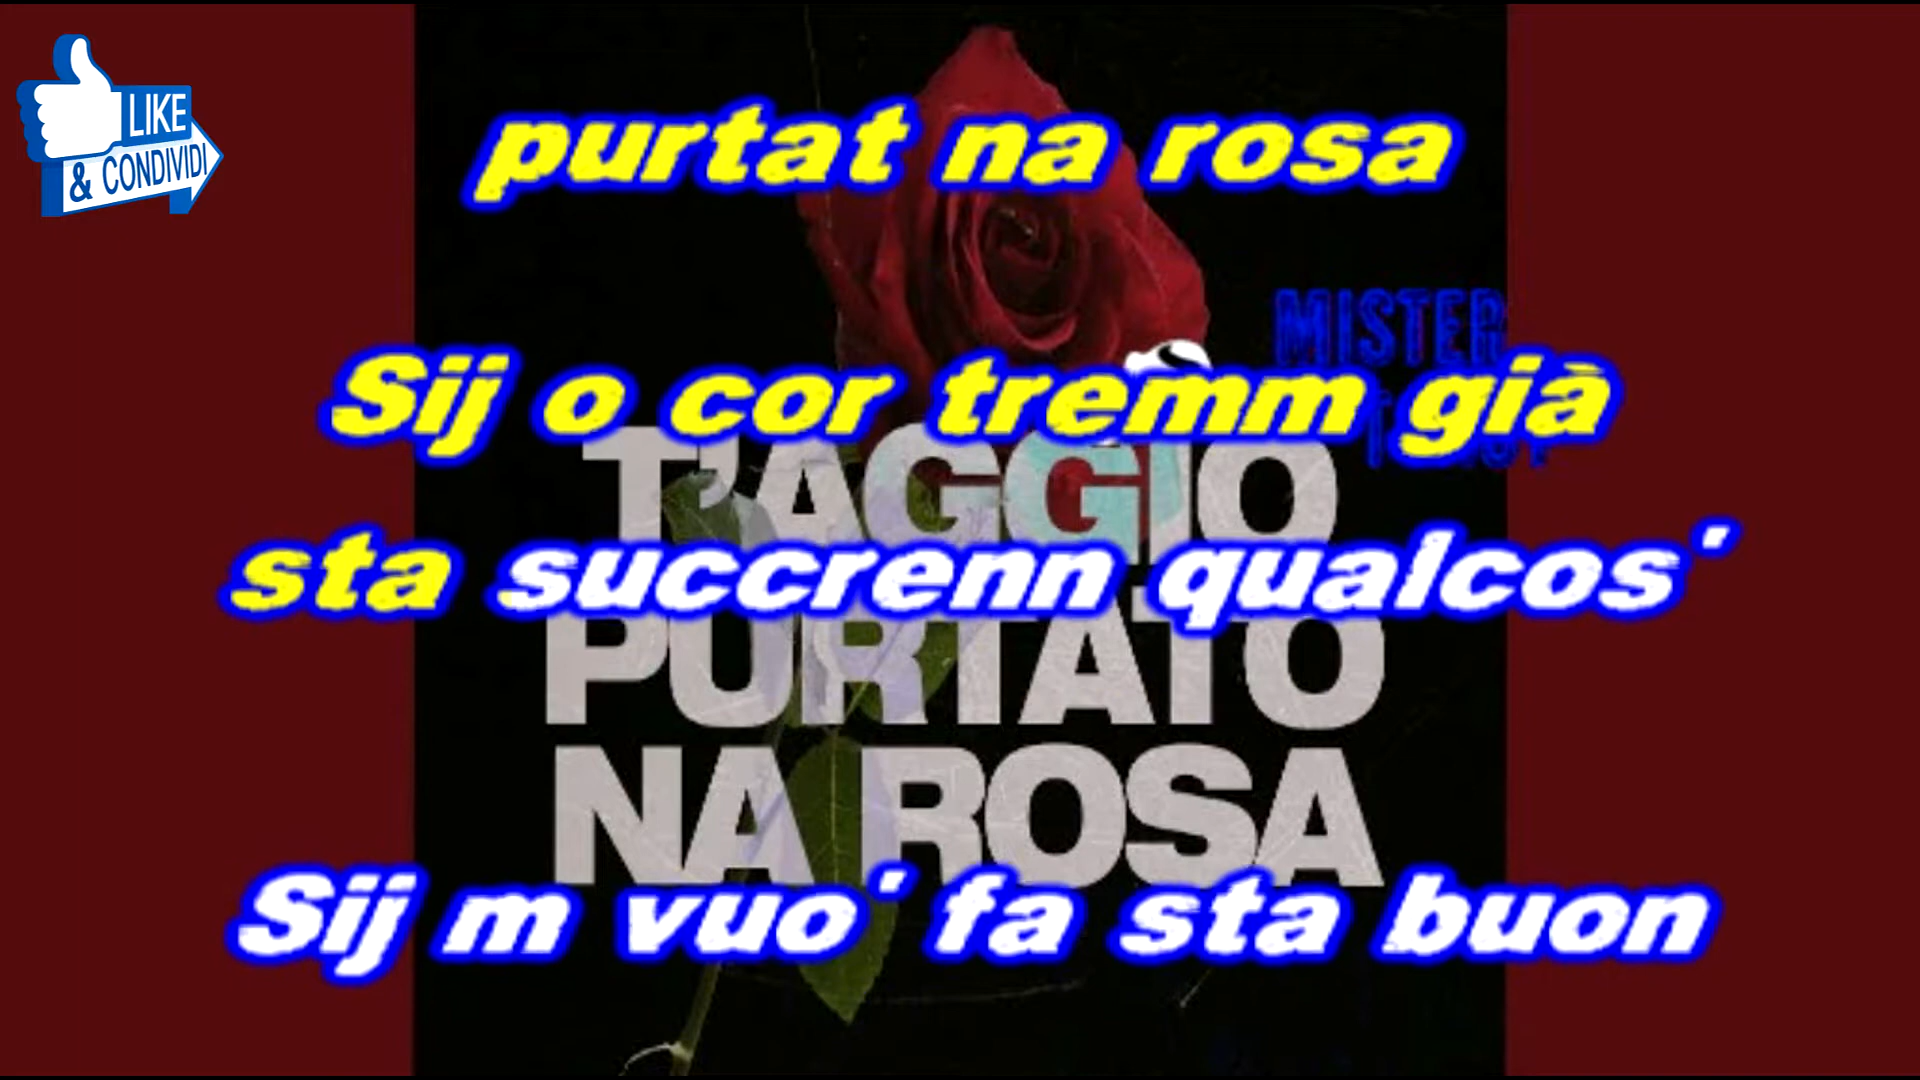 LIKE
& CONDIVIDI
purtat na rosa
MISTER
Sij o cor tremm già
T'AGGIO
sta succrenn qualcos´
PURTATO
NA ROSA
Sij m vuo´ fa sta buon